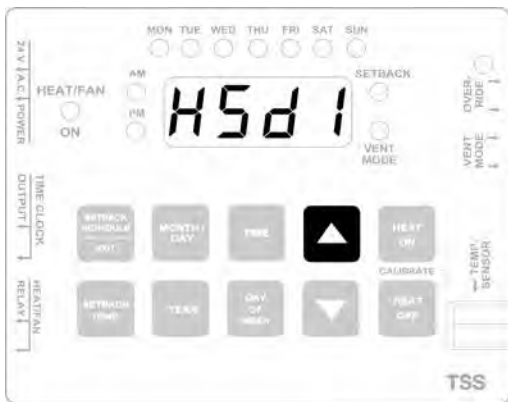 MON TUE WED THU FRI SAT SUN
24 V A.C. POWER
HEAT/FAN
ON
AM
PM
HSd1
SETBACK
VENT
MODE
OVER-
RIDE
VENT
MODE
TIME CLOCK
OUTPUT
SETBACK
SCHEDULE
MONTH /
DAY
TIME
HEAT
ON
CALIBRATE
TEMP.
SENSOR
HEAT/FAN
RELAY
SETBACK
TEMP
YEAR
DAY
OF
WEEK
HEAT
OFF
TSS